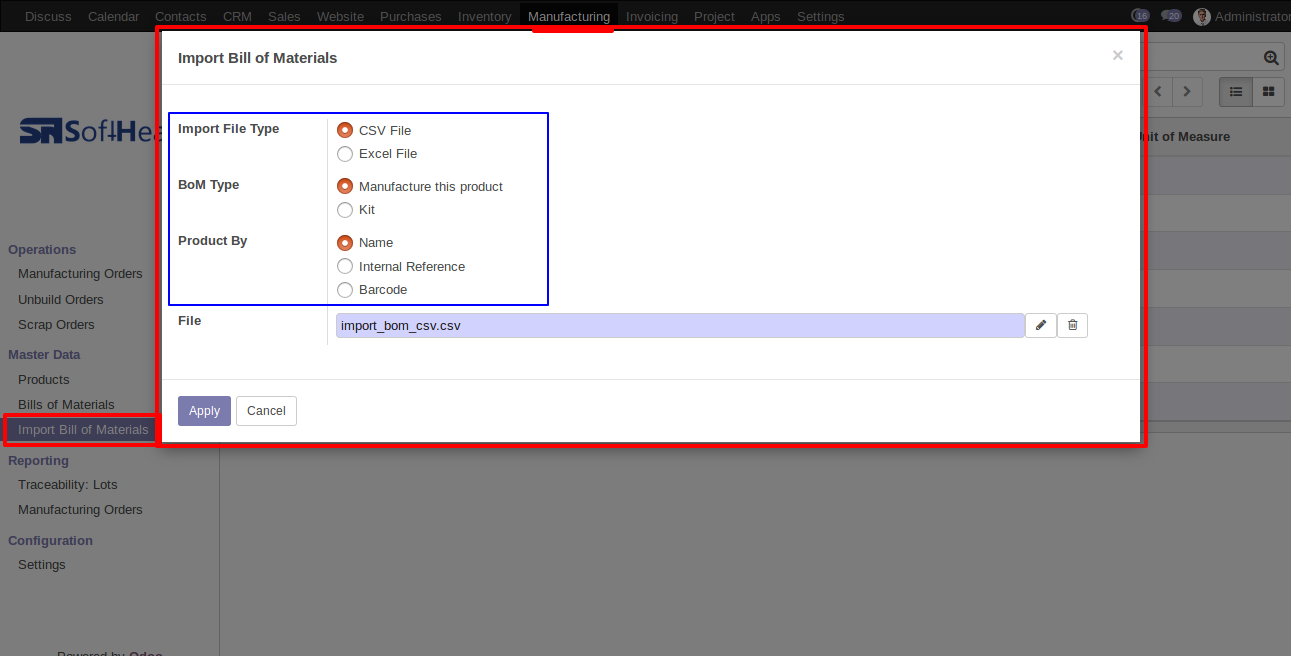 Discuss Calendar Contacts CRM Sales Website Purchases Inventory Manufacturing Invoicing Project Apps Settings 16 20 Administrator
Import Bill of Materials ×
SoftHea
Import File Type
CSV File
Excel File
BoM Type
Manufacture this product
Kit
Product By
Name
Internal Reference
Barcode
File
import_bom_csv.csv
Apply Cancel
Unit of Measure
Operations
Manufacturing Orders
Unbuild Orders
Scrap Orders
Master Data
Products
Bills of Materials
Import Bill of Materials
Reporting
Traceability: Lots
Manufacturing Orders
Configuration
Settings
Powered by Odoo